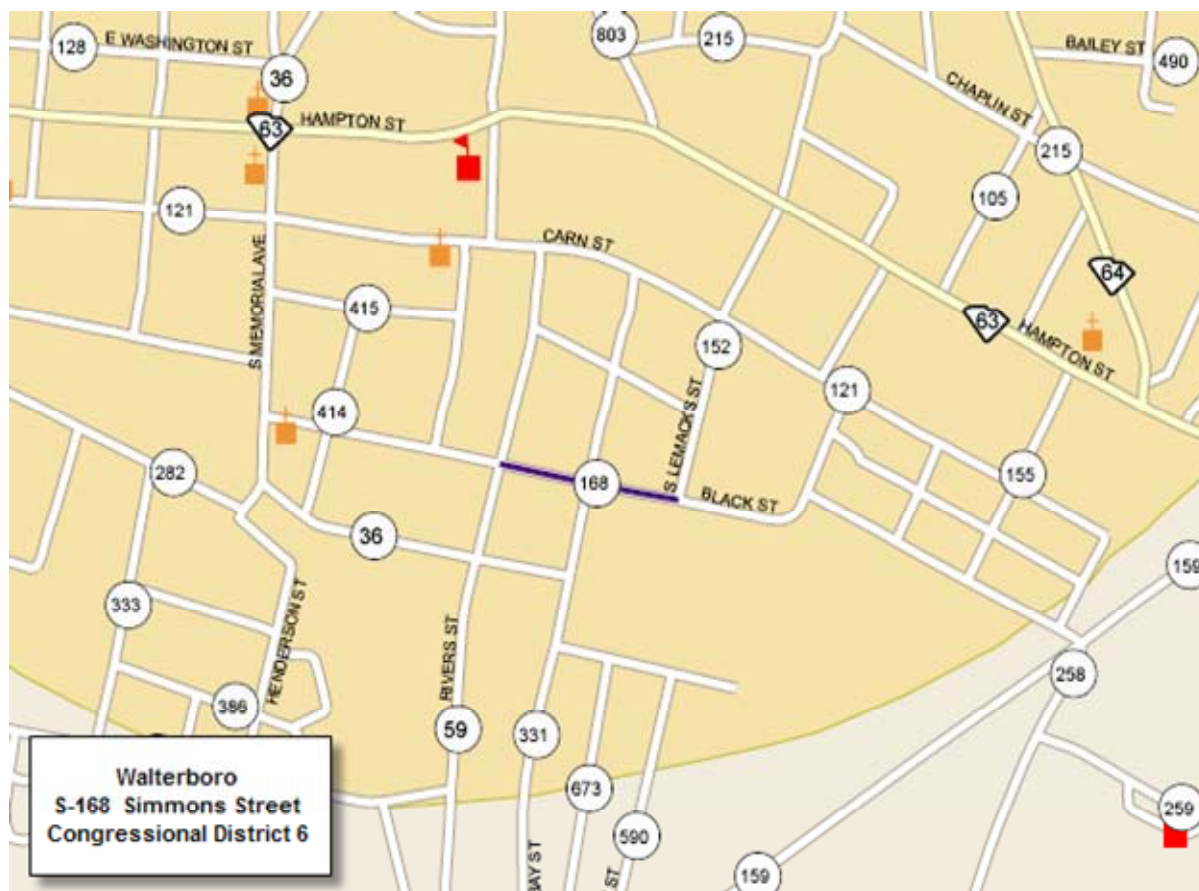 128
E WASHINGTON ST
36
803
215
BAILEY ST
490
63
HAMPTON ST
CHAPLIN ST
215
105
121
CARN ST
S MEMORIAL AVE
415
64
63
HAMPTON ST
152
121
414
S LEMACKS ST
282
168
BLACK ST
155
36
159
333
HENDERSON ST
RIVERS ST
258
386
59
331
673
590
259
159
BAY ST
ST
Walterboro
S-168 Simmons Street
Congressional District 6